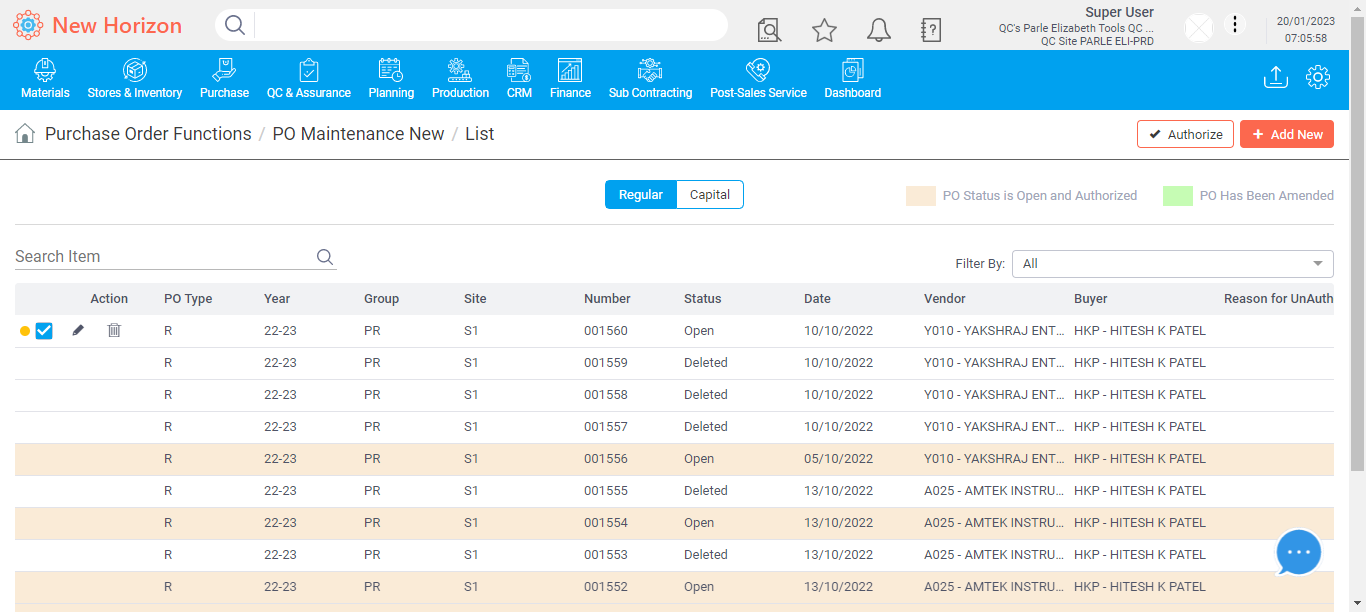 New Horizon
Super User
QC's Parle Elizabeth Tools QC ...
QC Site PARLE ELI-PRD
20/01/2023
07:05:58
Materials Stores & Inventory Purchase QC & Assurance Planning Production CRM Finance Sub Contracting Post-Sales Service Dashboard
Purchase Order Functions / PO Maintenance New / List
Authorize + Add New
Regular Capital
PO Status is Open and Authorized PO Has Been Amended
Search Item
Filter By: All
Action PO Type Year Group Site Number Status Date Vendor Buyer Reason for UnAuth
R 22-23 PR S1 001560 Open 10/10/2022 Y010 - YAKSHRAJ ENT... HKP - HITESH K PATEL
R 22-23 PR S1 001559 Deleted 10/10/2022 Y010 - YAKSHRAJ ENT... HKP - HITESH K PATEL
R 22-23 PR S1 001558 Deleted 10/10/2022 Y010 - YAKSHRAJ ENT... HKP - HITESH K PATEL
R 22-23 PR S1 001557 Deleted 10/10/2022 Y010 - YAKSHRAJ ENT... HKP - HITESH K PATEL
R 22-23 PR S1 001556 Open 05/10/2022 Y010 - YAKSHRAJ ENT... HKP - HITESH K PATEL
R 22-23 PR S1 001555 Deleted 13/10/2022 A025 - AMTEK INSTRU... HKP - HITESH K PATEL
R 22-23 PR S1 001554 Open 13/10/2022 A025 - AMTEK INSTRU... HKP - HITESH K PATEL
R 22-23 PR S1 001553 Deleted 13/10/2022 A025 - AMTEK INSTRU... HKP - HITESH K PATEL
R 22-23 PR S1 001552 Open 13/10/2022 A025 - AMTEK INSTRU... HKP - HITESH K PATEL